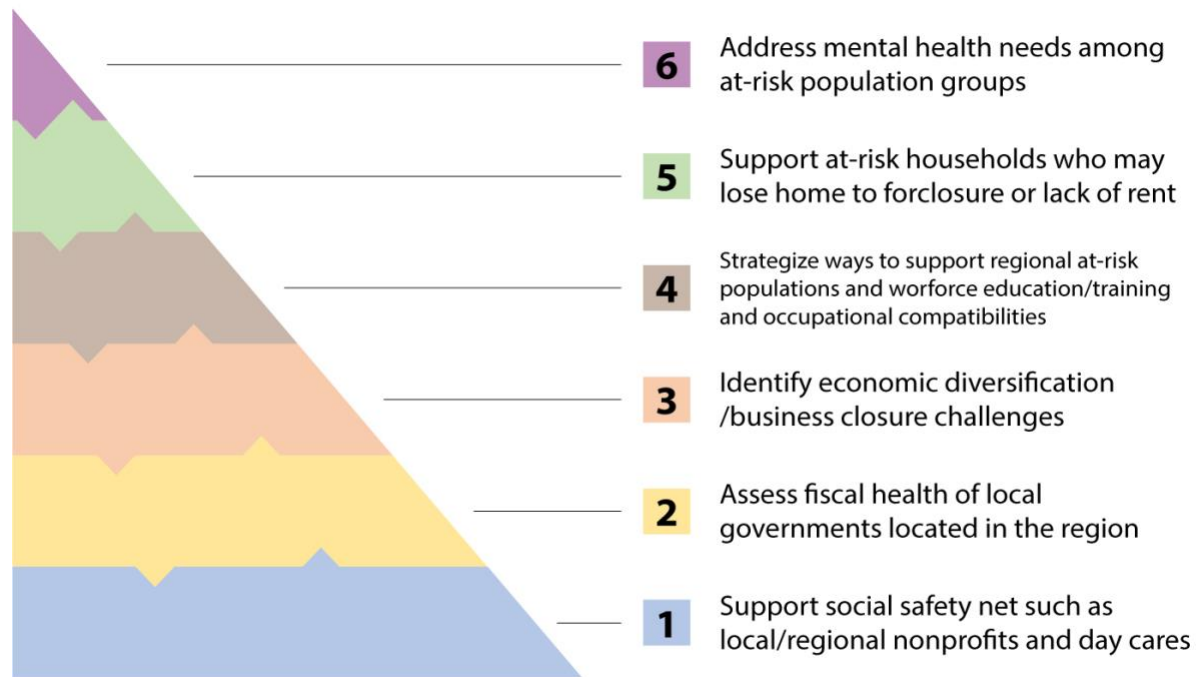 6
Address mental health needs among
at-risk population groups
5
Support at-risk households who may
lose home to forclosure or lack of rent
4
Strategize ways to support regional at-risk
populations and worforce education/training
and occupational compatibilities
3
Identify economic diversification
/business closure challenges
2
Assess fiscal health of local
governments located in the region
1
Support social safety net such as
local/regional nonprofits and day cares